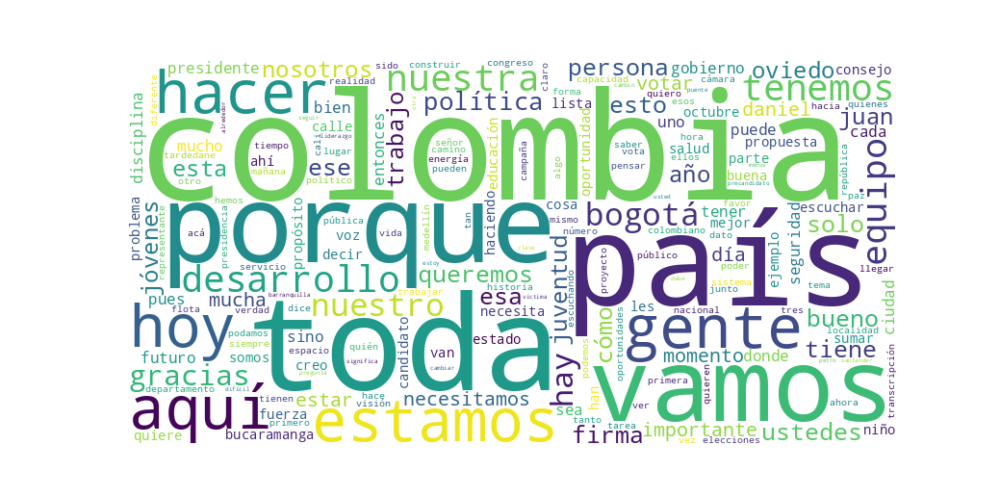 presidente
nosotros
sido
construir
congreso
persona
gobierno
oviedo
consejo
realidad
nuestra
claro
forma
capacidad
cámara
hacer
diferente
política
lista
esto
votar
quiero
puente
esos
tenemos
hacia
quienes
disciplina
colombia
bien
calle
trabajo
octubre
daniel
juan
cada
mucho
tardedane
esta
ahí
tiempo
mañana
ese
cali
lugar
entonces
educación
señor
camino
energía
pueden
campaña
algo
oportunidad
uno
hora
salud
saber
vota
pensar
ellos
puede
propuesta
parte
año
buena
república
equipo
otro
político
hemos
porque
precandidato
paz
usted
favor
problema
jóvenes
representante
acá
presidencia
propósito
pública
voz
vida
decir
medellín
tan
haciendo
cosa
mismo
número
bogotá
tener
mejor
colombiano
dato
día
poder
ejemplo
seguridad
escuchar
solo
tema
llegar
desarrollo
servicio
queremos
juventud
escuchando
proyecto
público
país
sistema
junto
pues
mucha
barranquilla
nuestro
trabajar
historia
esa
necesita
les
nacional
tres
bueno
localidad
ciudad
hoy
flota
verdad
dice
toda
víctima
cómo
gente
sumar
tiene
podamos
siempre
quién
sino
estado
van
candidato
futuro
somos
espacio
creo
significa
cambiar
hay
podemos
oportunidades
momento
donde
gracias
departamento
difícil
pregunta
vamos
primera
quieren
ahora
transcripción
aquí
tienen
hace
visión
estar
necesitamos
sea
han
ver
fuerza
primero
estamos
tanto
tarea
importante
ustedes
niño
quiere
bucaramanga
firma
vez
elecciones